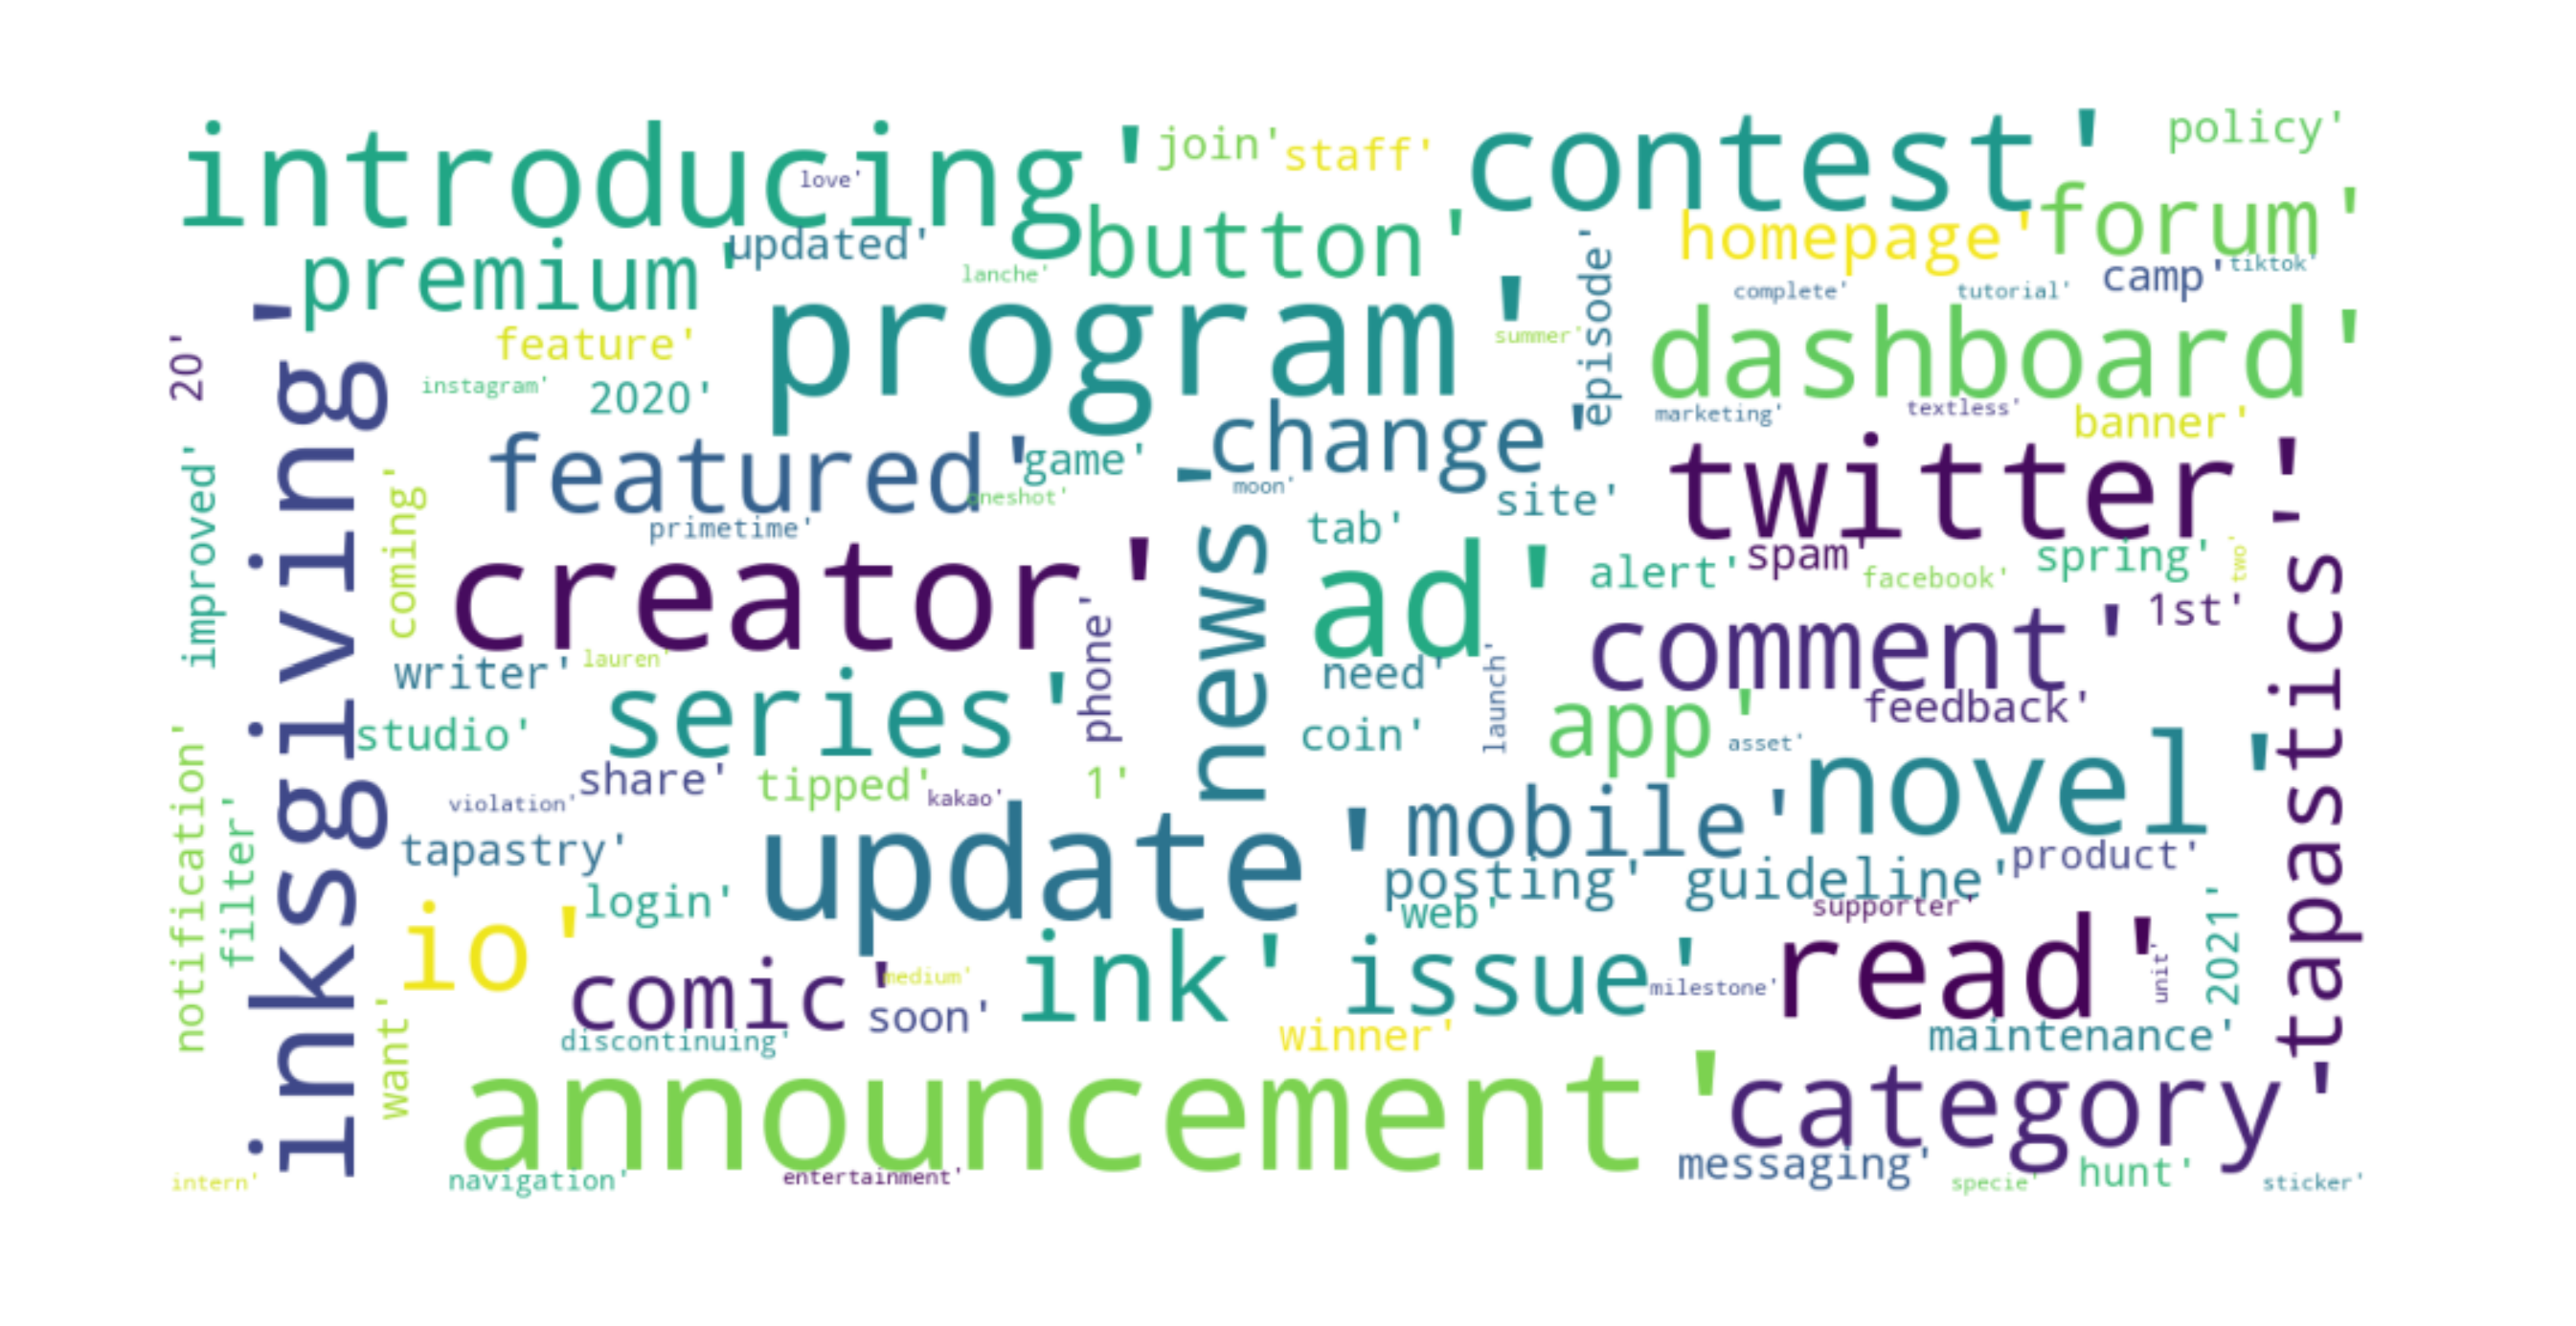 introducing'
love'
join'
staff'
contest'
policy'
forum'
homepage'
button'
updated'
premium'
lanche'
camp'
tiktok'
complete'
tutorial'
episode'
program'
summer'
dashboard'
feature'
20'
instagram'
2020'
inksgiving'
marketing'
textless'
banner'
change'
featured'
game'
oneshot'
moon'
site'
twitter'
improved'
coming'
primetime'
tab'
news'
creator'
ad'
alert'
spam'
facebook'
spring'
two'
1st'
tapastics'
comment'
phone'
writer'
lauren'
need'
launch'
series'
studio'
coin'
app'
feedback'
asset'
novel'
share'
tipped'
kakao'
1'
violation'
notification'
filter'
mobile'
tapastry'
update'
product'
posting'
guideline'
web'
supporter'
login'
io'
2021'
read'
unit'
comic'
medium'
soon'
ink'
issue'
milestone'
want'
discontinuing'
winner'
maintenance'
announcement'
category'
messaging'
intern'
navigation'
entertainment'
specie'
hunt'
sticker'